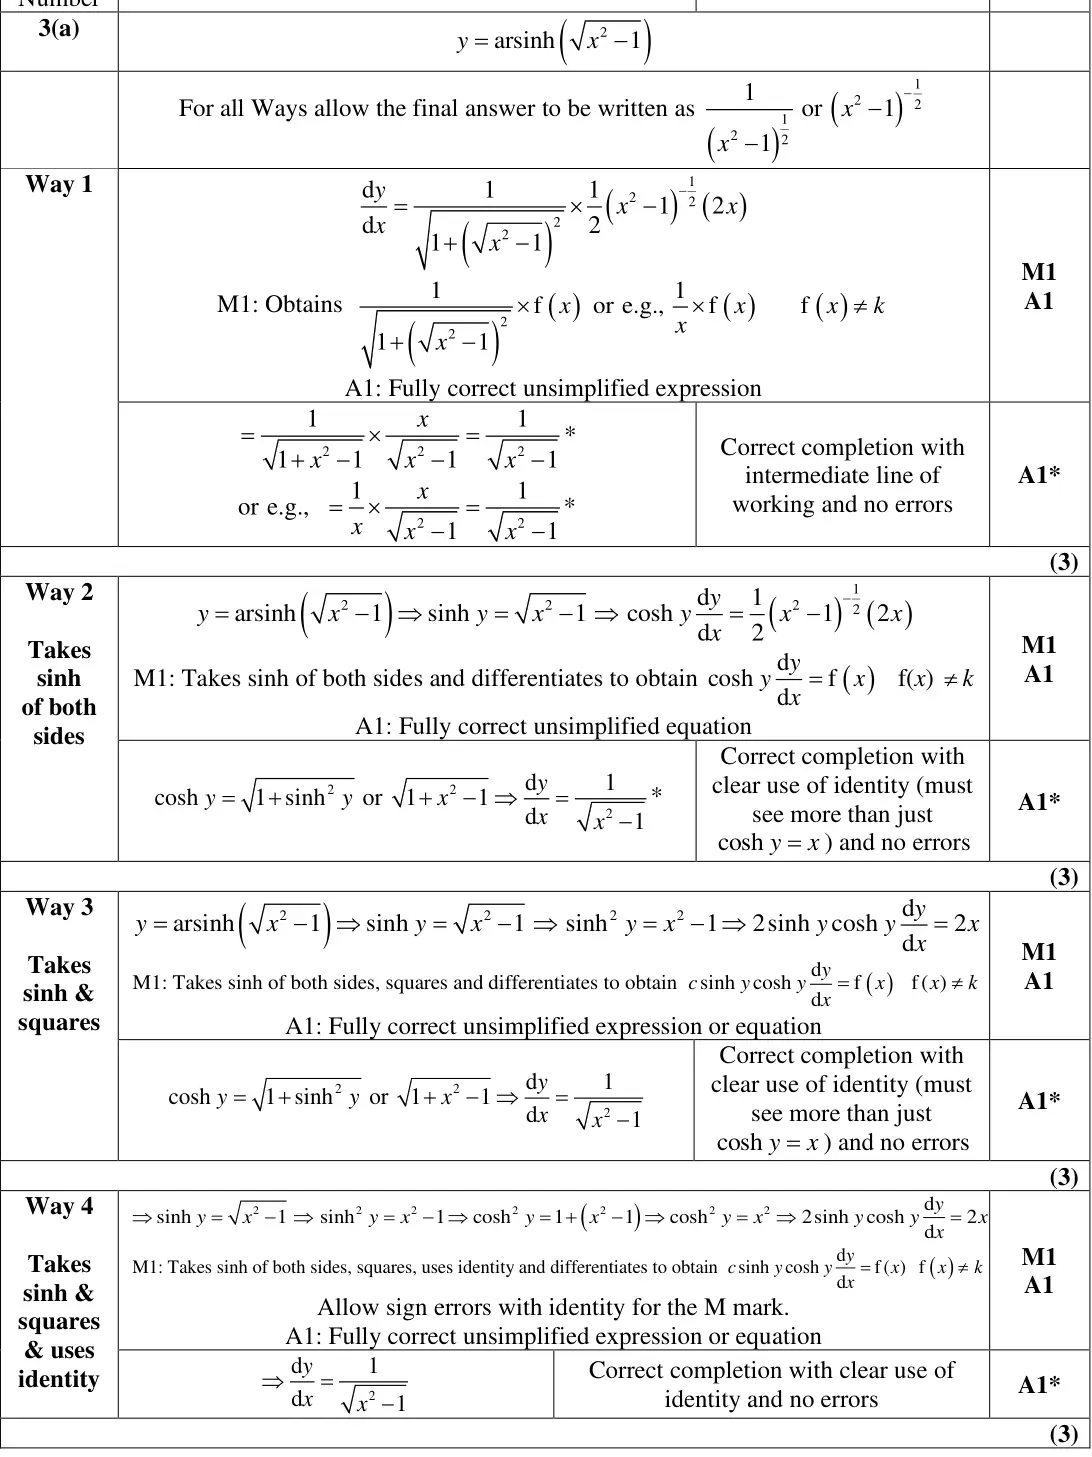 Number
3(a)
y = arsinh(√(x² − 1))
For all Ways allow the final answer to be written as 1/(x² − 1)^(1/2) or (x² − 1)^(−1/2)
Way 1
dy/dx = 1/√(1 + (√(x² − 1))²) × 1/2 (x² − 1)^(−1/2) (2x)
M1: Obtains 1/√(1 + (√(x² − 1))²) × f(x) or e.g., 1/x × f(x) f(x) ≠ k
A1: Fully correct unsimplified expression
M1
A1
= 1/√(1 + x² − 1) × x/√(x² − 1) = 1/√(x² − 1) *
or e.g., = 1/x × x/√(x² − 1) = 1/√(x² − 1) *
Correct completion with
intermediate line of
working and no errors
A1*
(3)
Way 2
Takes
sinh
of both
sides
y = arsinh(√(x² − 1)) ⇒ sinh y = √(x² − 1) ⇒ cosh y dy/dx = 1/2 (x² − 1)^(−1/2) (2x)
M1: Takes sinh of both sides and differentiates to obtain cosh y dy/dx = f(x) f(x) ≠ k
A1: Fully correct unsimplified equation
M1
A1
cosh y = √(1 + sinh² y) or √(1 + x² − 1) ⇒ dy/dx = 1/√(x² − 1) *
Correct completion with
clear use of identity (must
see more than just
cosh y = x ) and no errors
A1*
(3)
Way 3
Takes
sinh &
squares
y = arsinh(√(x² − 1)) ⇒ sinh y = √(x² − 1) ⇒ sinh² y = x² − 1 ⇒ 2sinh y cosh y dy/dx = 2x
M1: Takes sinh of both sides, squares and differentiates to obtain c sinh y cosh y dy/dx = f(x) f(x) ≠ k
A1: Fully correct unsimplified expression or equation
M1
A1
cosh y = √(1 + sinh² y) or √(1 + x² − 1) ⇒ dy/dx = 1/√(x² − 1)
Correct completion with
clear use of identity (must
see more than just
cosh y = x ) and no errors
A1*
(3)
Way 4
Takes
sinh &
squares
& uses
identity
⇒ sinh y = √(x² − 1) ⇒ sinh² y = x² − 1 ⇒ cosh² y = 1 + (x² − 1) ⇒ cosh² y = x² ⇒ 2sinh y cosh y dy/dx = 2x
M1: Takes sinh of both sides, squares, uses identity and differentiates to obtain c sinh y cosh y dy/dx = f(x) f(x) ≠ k
Allow sign errors with identity for the M mark.
A1: Fully correct unsimplified expression or equation
M1
A1
⇒ dy/dx = 1/√(x² − 1)
Correct completion with clear use of
identity and no errors
A1*
(3)